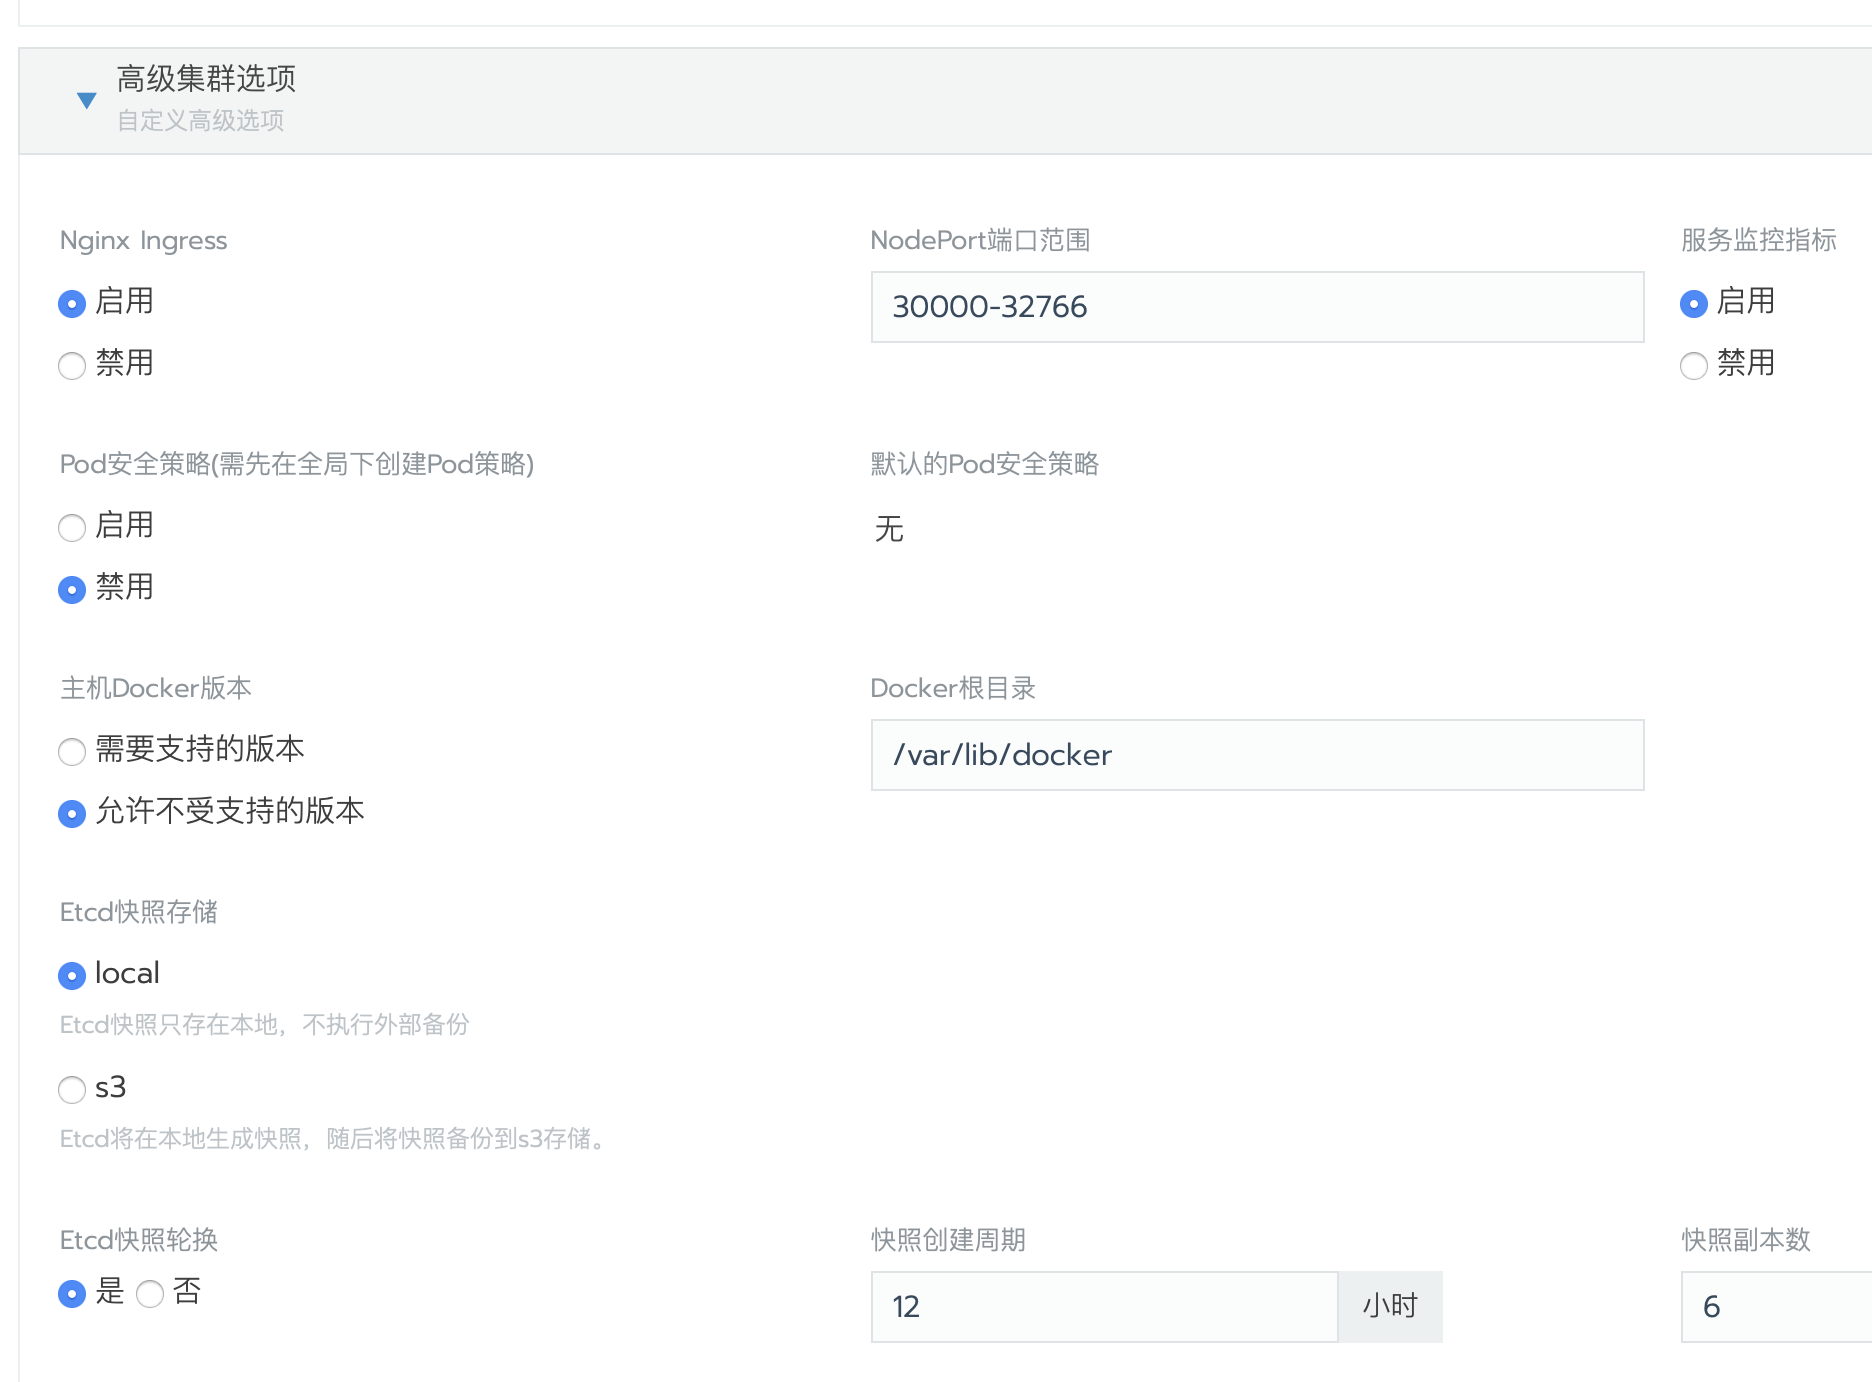 高级集群选项
自定义高级选项
Nginx Ingress
启用
禁用
NodePort端口范围
30000-32766
服务监控指标
启用
禁用
Pod安全策略(需先在全局下创建Pod策略)
启用
禁用
默认的Pod安全策略
无
主机Docker版本
需要支持的版本
允许不受支持的版本
Docker根目录
/var/lib/docker
Etcd快照存储
local
Etcd快照只存在本地，不执行外部备份
s3
Etcd将在本地生成快照，随后将快照备份到s3存储。
Etcd快照轮换
是 否
快照创建周期
12 小时
快照副本数
6